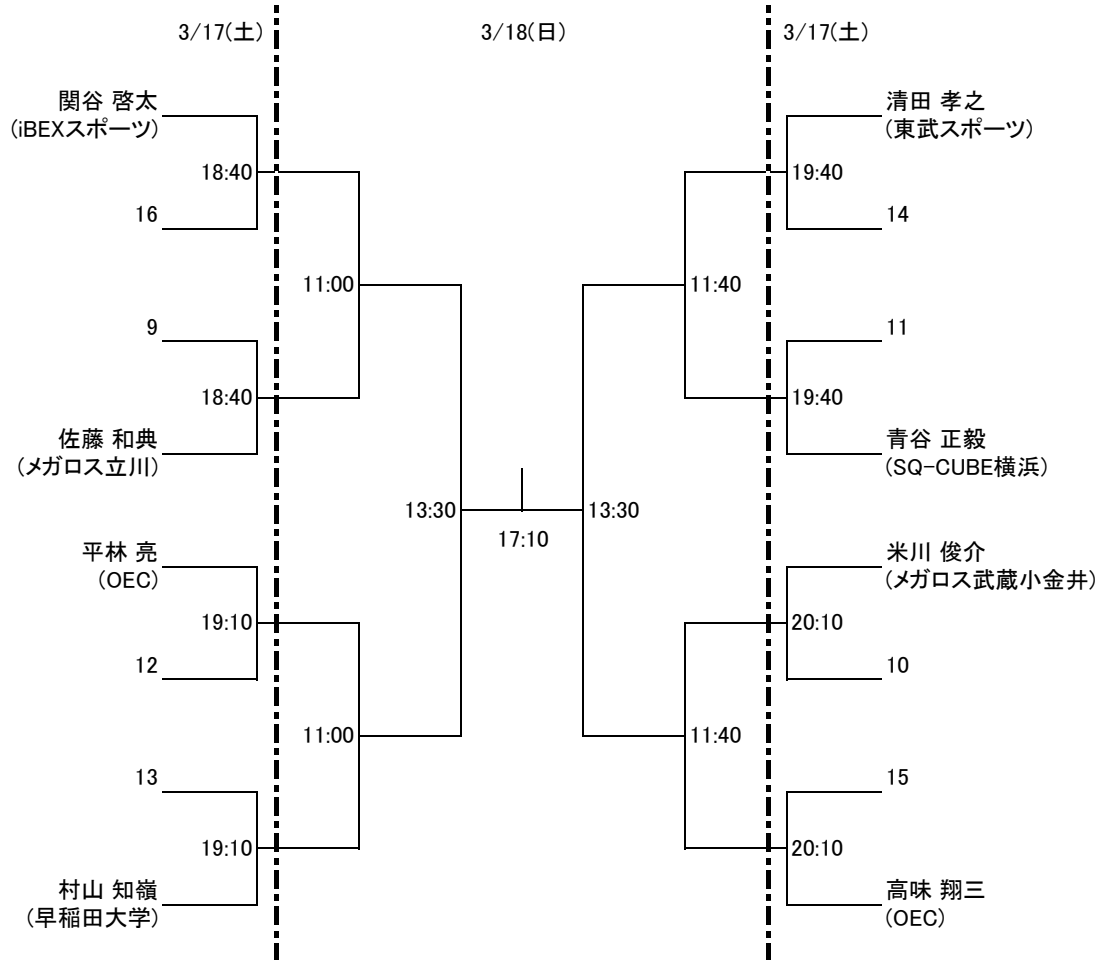 3/17(土)
3/18(日)
3/17(土)
関谷 啓太
(iBEXスポーツ)
18:40
16
11:00
9
18:40
佐藤 和典
(メガロス立川)
13:30
平林 亮
(OEC)
19:10
12
11:00
13
19:10
村山 知嶺
(早稲田大学)
17:10
清田 孝之
(東武スポーツ)
19:40
14
11:40
11
19:40
青谷 正毅
(SQ-CUBE横浜)
13:30
米川 俊介
(メガロス武蔵小金井)
20:10
10
11:40
15
20:10
高味 翔三
(OEC)